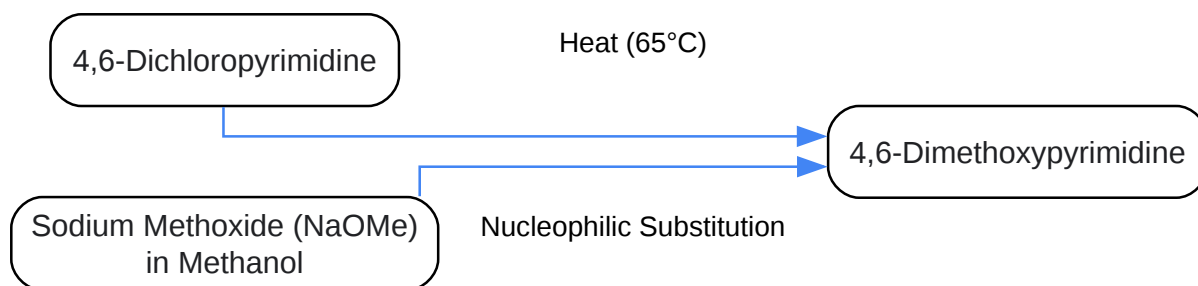 4,6-Dichloropyrimidine
Heat (65°C)
4,6-Dimethoxypyrimidine
Sodium Methoxide (NaOMe)
in Methanol
Nucleophilic Substitution